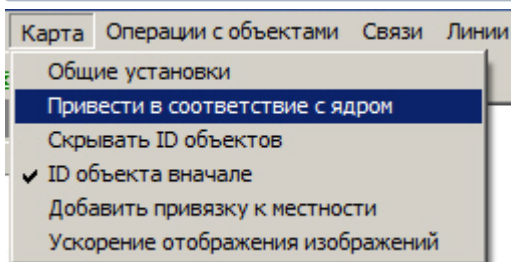 Карта Операции с объектами Связи Линии
Общие установки
Привести в соответствие с ядром
Скрывать ID объектов
ID объекта вначале
Добавить привязку к местности
Ускорение отображения изображений